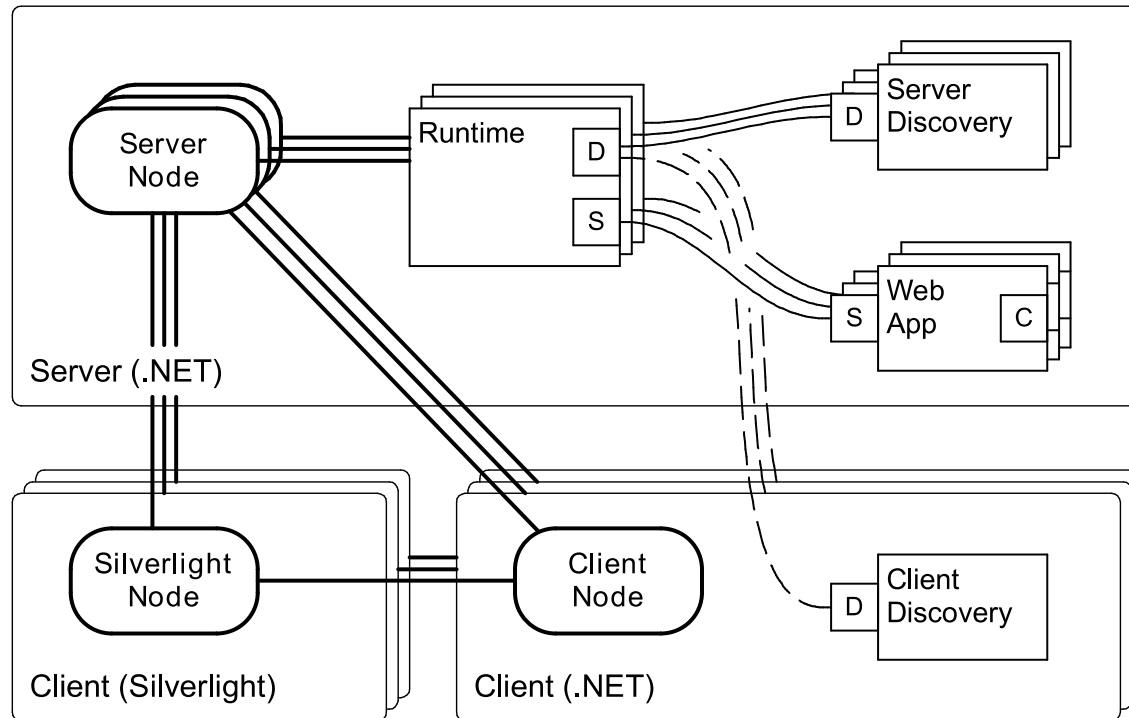 Server
Node
Runtime
D
S
D
Server
Discovery
S
Web
App
C
Server (.NET)
Silverlight
Node
Client (Silverlight)
Client
Node
D
Client
Discovery
Client (.NET)